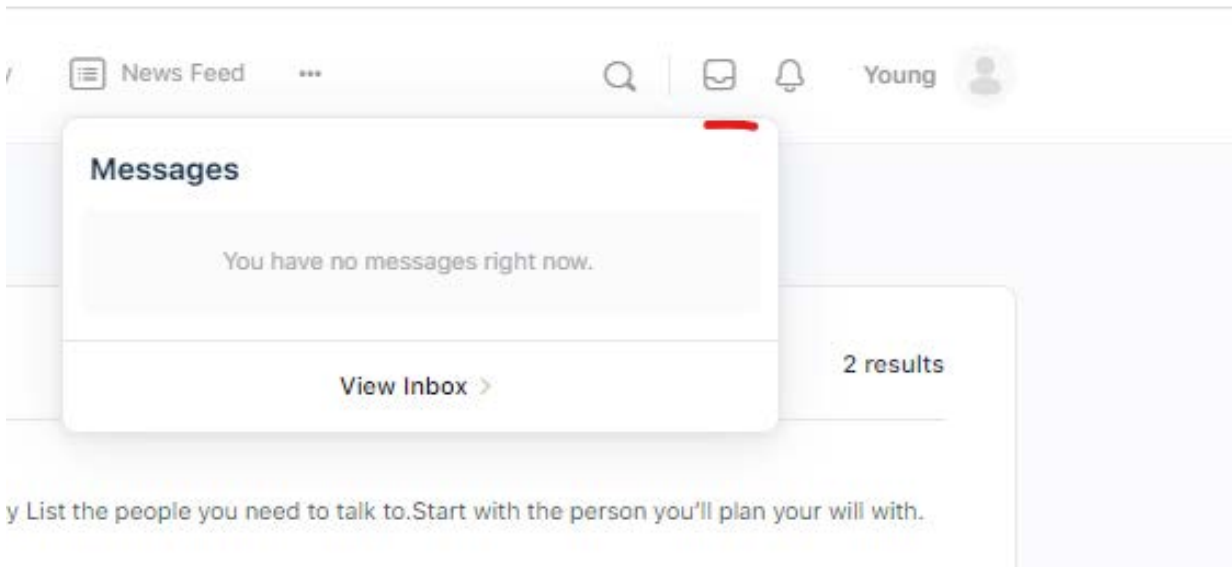 News Feed
Young
Messages
You have no messages right now.
View Inbox
2 results
y List the people you need to talk to.Start with the person you'll plan your will with.